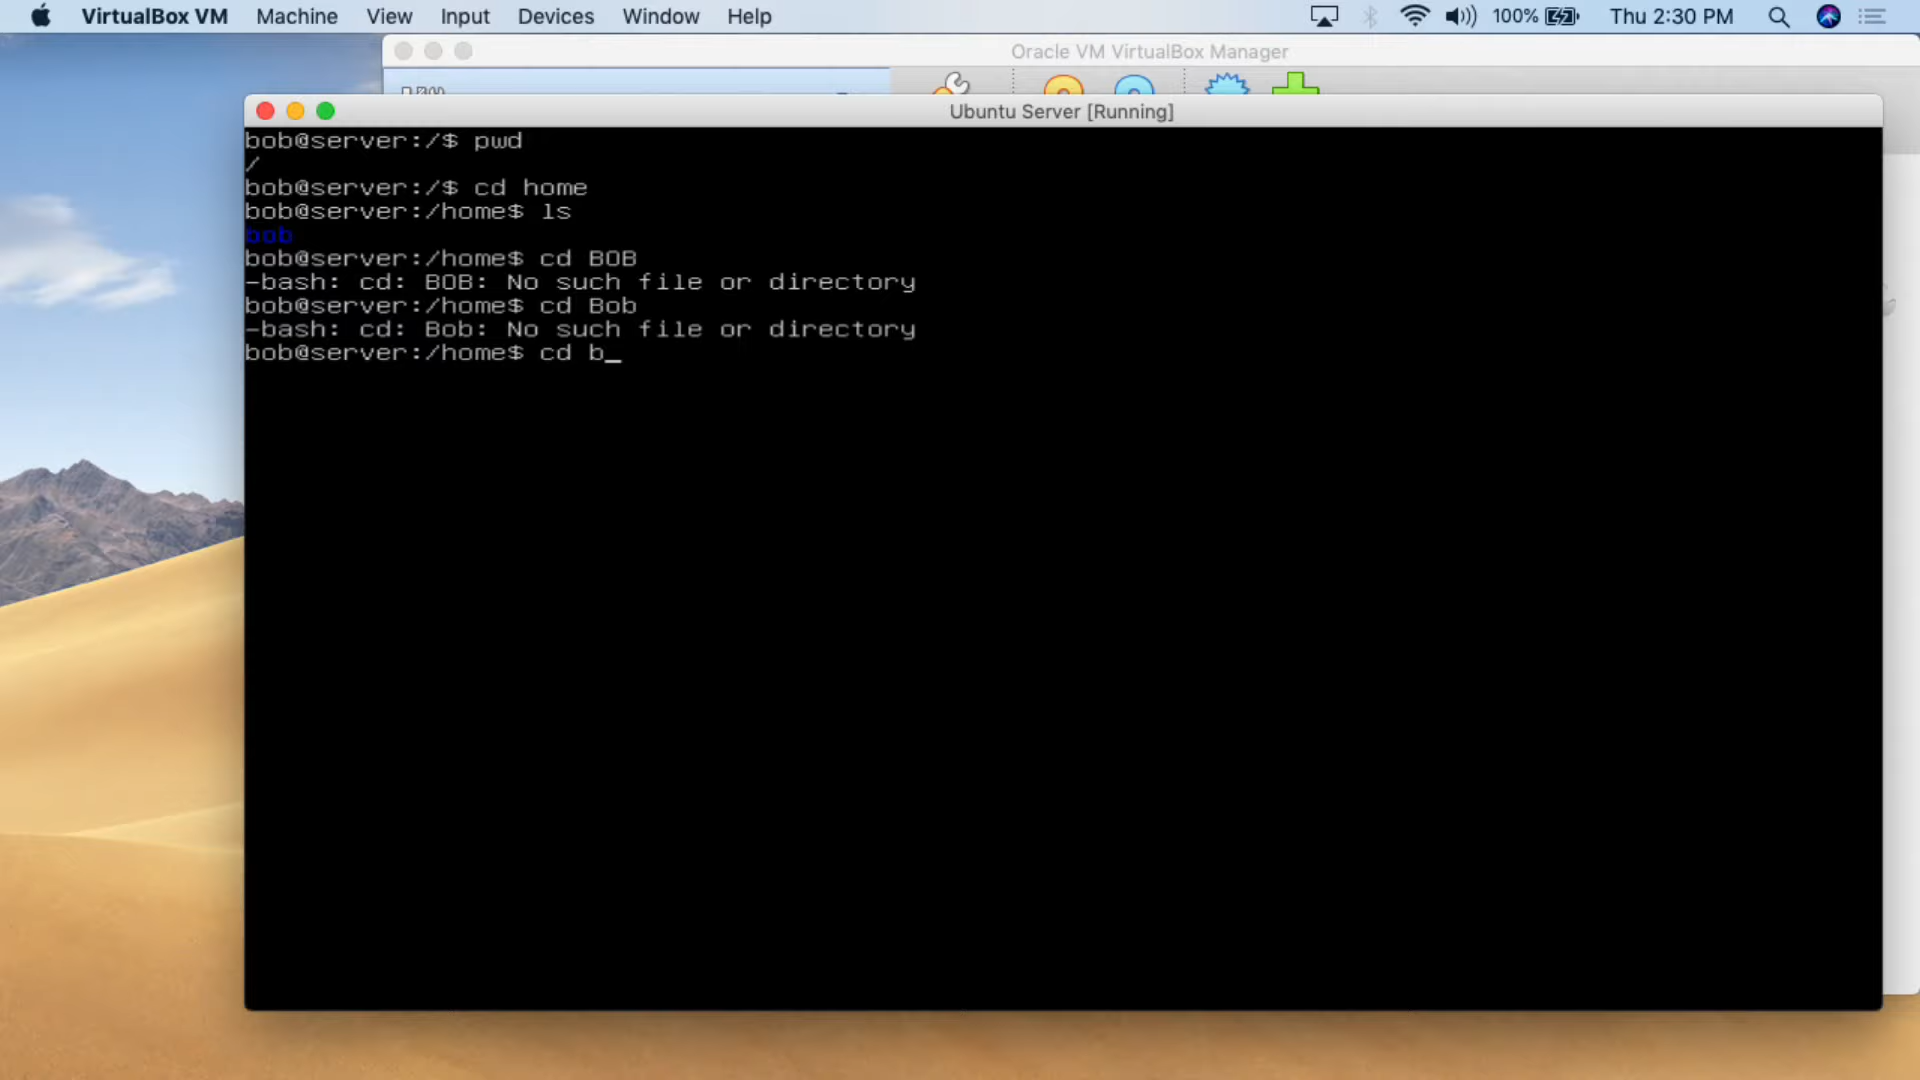 VirtualBox VM Machine View Input Devices Window Help 100% Thu 2:30 PM
Oracle VM VirtualBox Manager
Ubuntu Server [Running]
bob@server:/$ pwd
/
bob@server:/$ cd home
bob@server:/home$ ls
bob
bob@server:/home$ cd BOB
-bash: cd: BOB: No such file or directory
bob@server:/home$ cd Bob
-bash: cd: Bob: No such file or directory
bob@server:/home$ cd b_